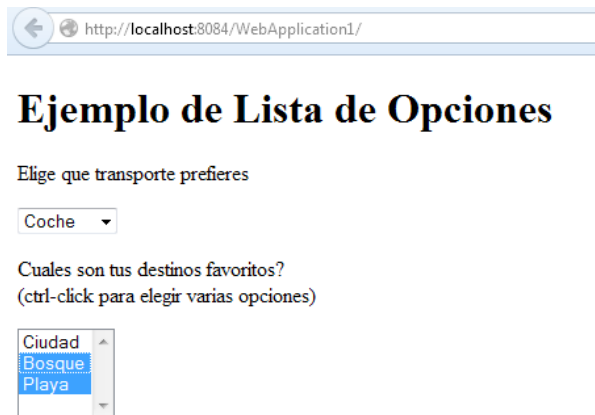 http://localhost:8084/WebApplication1/
Ejemplo de Lista de Opciones
Elige que transporte prefieres
Coche
Cuales son tus destinos favoritos?
(ctrl-click para elegir varias opciones)
Ciudad
Bosque
Playa